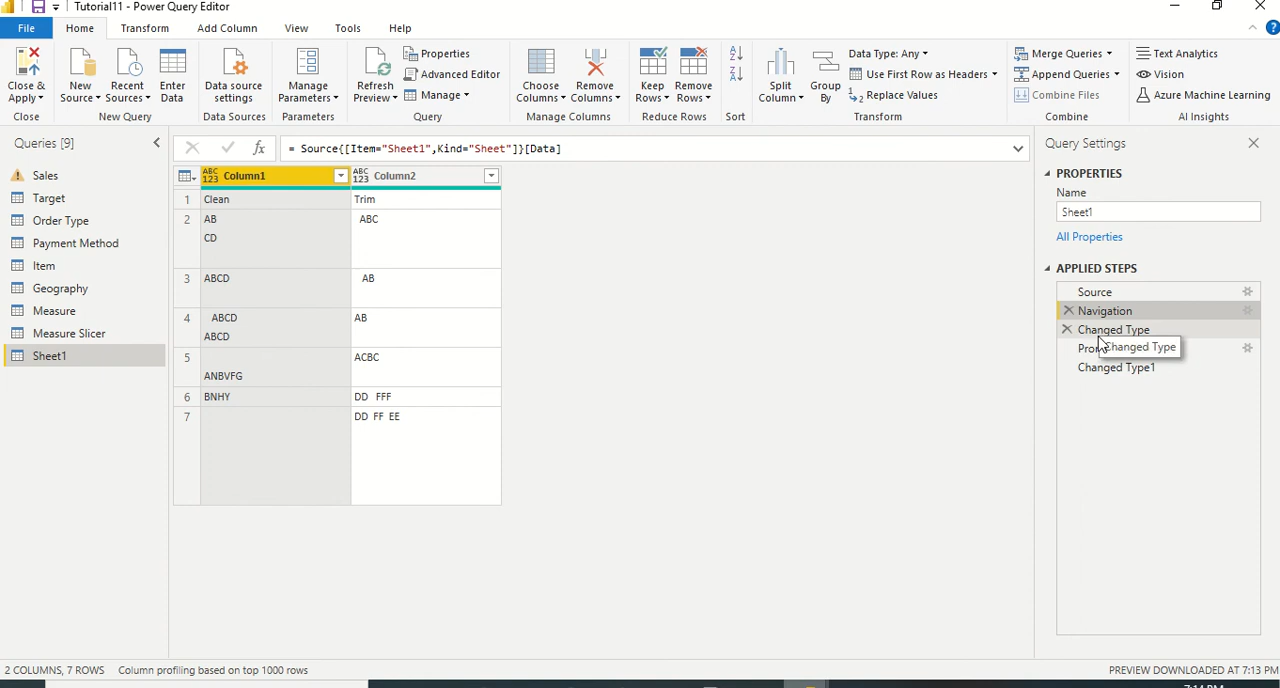 Tutorial11 - Power Query Editor
File Home Transform Add Column View Tools Help
Close & Apply
New Source
Recent Sources
Enter Data
Data source settings
Manage Parameters
Refresh Preview
Properties
Advanced Editor
Manage
Choose Columns
Remove Columns
Keep Rows
Remove Rows
Split Column
Group By
Data Type: Any
Use First Row as Headers
Replace Values
Merge Queries
Append Queries
Combine Files
Text Analytics
Vision
Azure Machine Learning
Close New Query Data Sources Parameters Query Manage Columns Reduce Rows Sort Transform Combine AI Insights
Queries [9]
Sales
Target
Order Type
Payment Method
Item
Geography
Measure
Measure Slicer
Sheet1
fx = Source{[Item="Sheet1",Kind="Sheet"]}[Data]
ABC 123 Column1 ABC 123 Column2
1 Clean Trim
2 AB ABC
CD
3 ABCD AB
4 ABCD AB
ABCD
5 ACBC
ANBVFG
6 BNHY DD FFF
7 DD FF EE
Query Settings
PROPERTIES
Name
Sheet1
All Properties
APPLIED STEPS
Source
Navigation
Changed Type
Changed Type
Changed Type1
2 COLUMNS, 7 ROWS Column profiling based on top 1000 rows
PREVIEW DOWNLOADED AT 7:13 PM